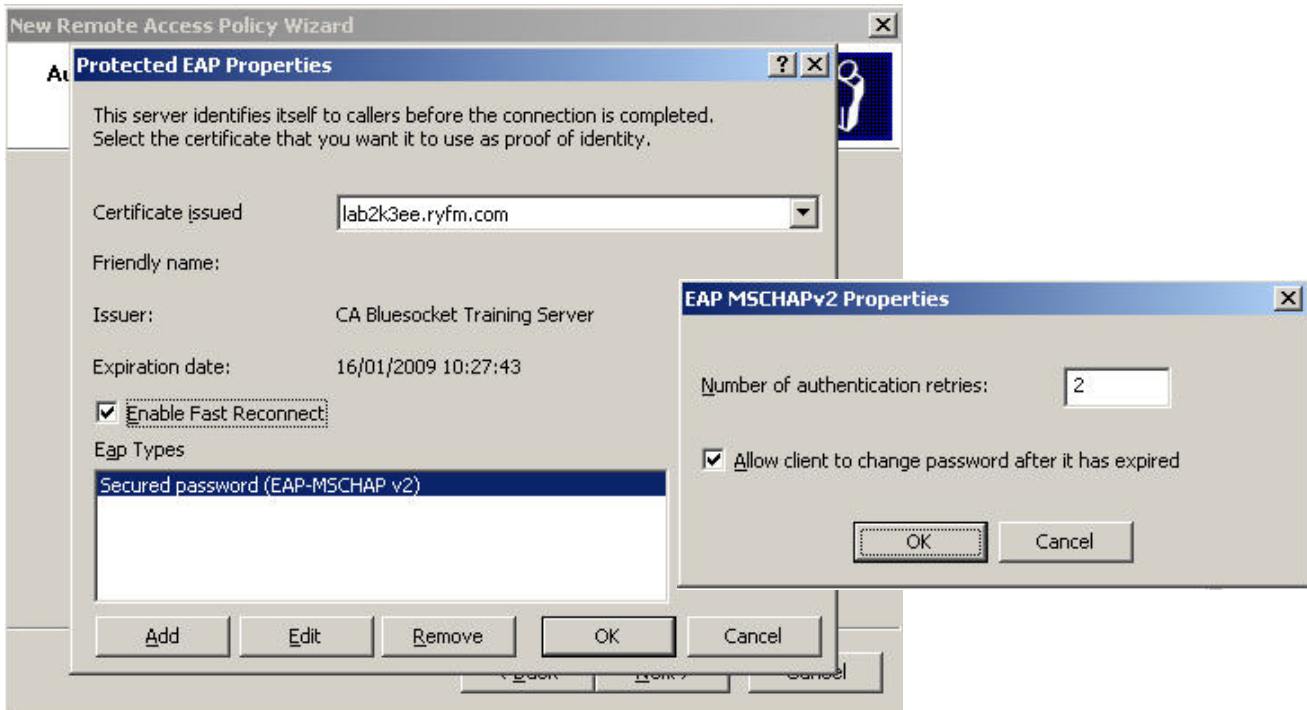 New Remote Access Policy Wizard
Au
Protected EAP Properties
This server identifies itself to callers before the connection is completed.
Select the certificate that you want it to use as proof of identity.
Certificate issued
lab2k3ee.ryfm.com
Friendly name:
Issuer:
CA Bluesocket Training Server
Expiration date:
16/01/2009 10:27:43
Enable Fast Reconnect
Eap Types
Secured password (EAP-MSCHAP v2)
Add
Edit
Remove
OK
Cancel
< Back
Next >
Cancel
EAP MSCHAPv2 Properties
Number of authentication retries:
2
Allow client to change password after it has expired
OK
Cancel